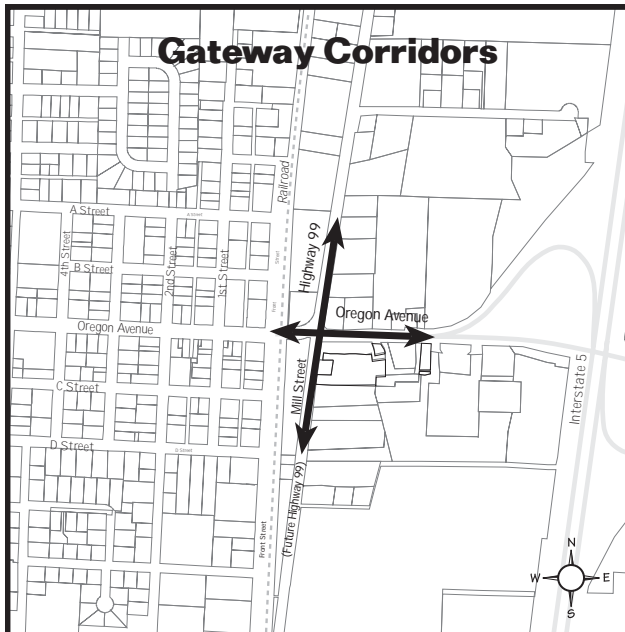 Gateway Corridors
Railroad
A Street
A Street
4th Street
2nd Street
1st Street
Street
Highway 99
B Street
Front
Oregon Avenue
Oregon Avenue
Mill Street
Interstate 5
C Street
D Street
D Street
Front Street
(Future Highway 99)
N
W
E
S